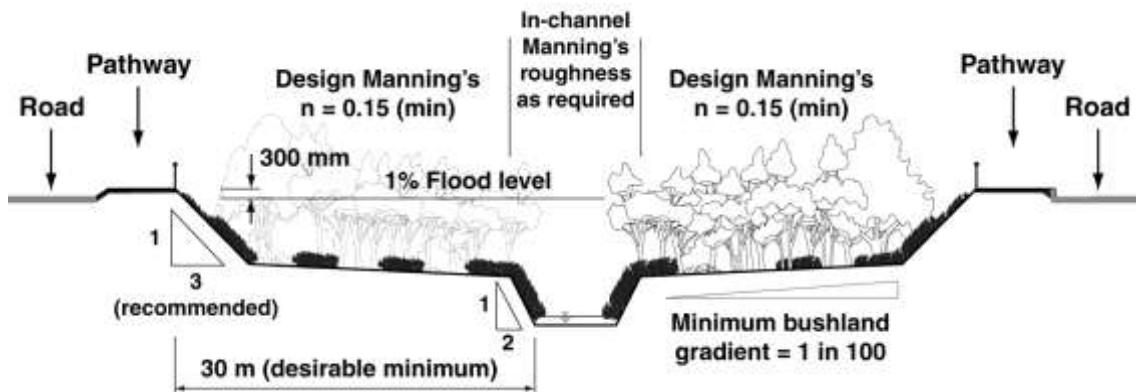 In-channel
Manning's
roughness
as required
Pathway
Road
Design Manning's
n = 0.15 (min)
Design Manning's
n = 0.15 (min)
Pathway
Road
300 mm
1% Flood level
1
3
(recommended)
1
2
Minimum bushland
gradient = 1 in 100
30 m (desirable minimum)